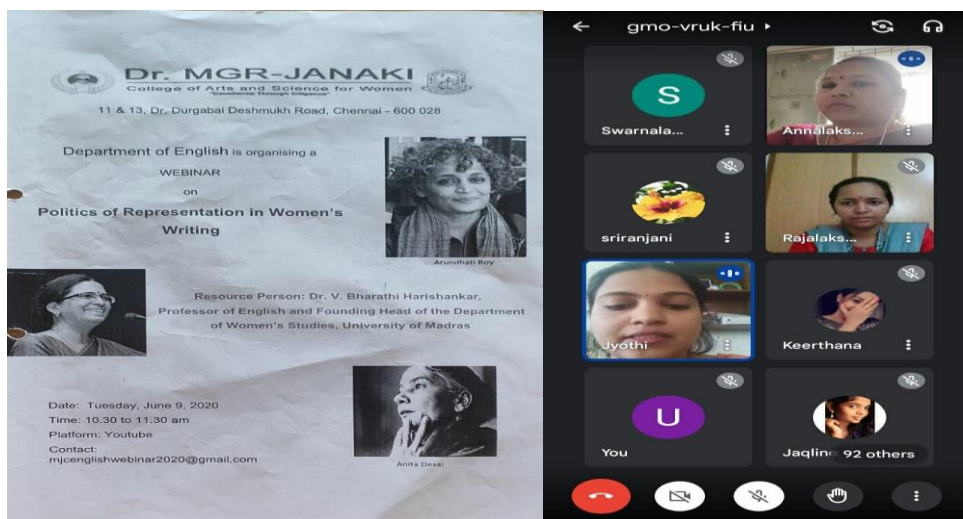 Dr. MGR-JANAKI
College of Arts and Science for Women
"Excellence Through Diligence"
11 & 13, Dr. Durgabai Deshmukh Road, Chennai - 600 028
Department of English is organising a
WEBINAR
on
Politics of Representation in Women's
Writing
Arundhati Roy
Resource Person: Dr. V. Bharathi Harishankar,
Professor of English and Founding Head of the Department
of Women's Studies, University of Madras
Date: Tuesday, June 9, 2020
Time: 10.30 to 11.30 am
Platform: Youtube
Contact:
mjcenglishwebinar2020@gmail.com
Anita Desai
gmo-vruk-fiu
S
Swarnala...
Annalaks...
sriranjani
Rajalaks...
Jyothi
Keerthana
U
You
Jaqline
92 others